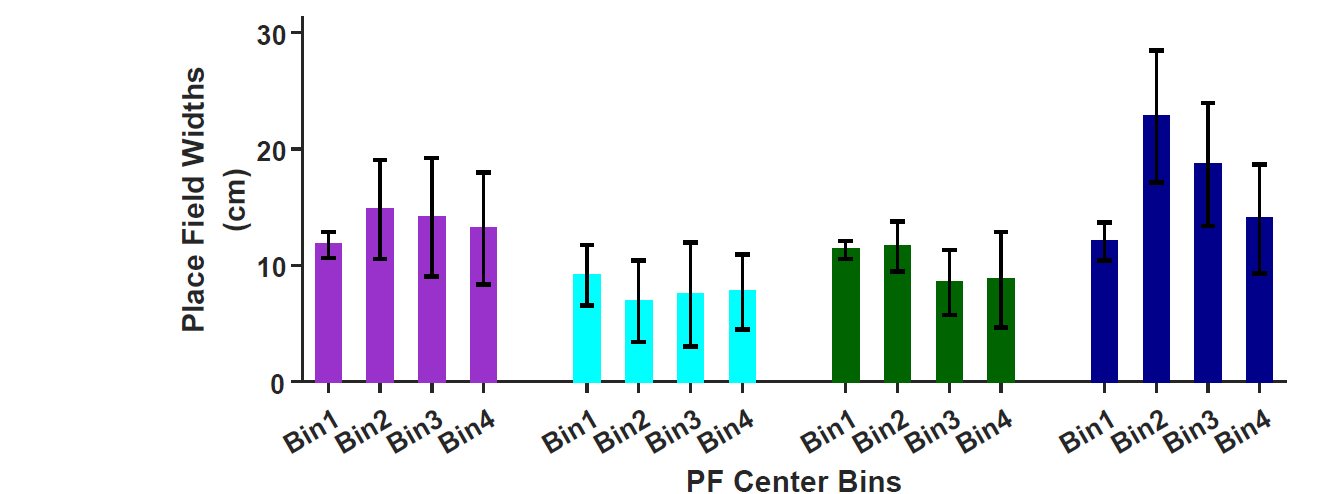 Place Field Widths
(cm)
30
20
10
0
Bin1 Bin2 Bin3 Bin4 Bin1 Bin2 Bin3 Bin4 Bin1 Bin2 Bin3 Bin4 Bin1 Bin2 Bin3 Bin4
PF Center Bins